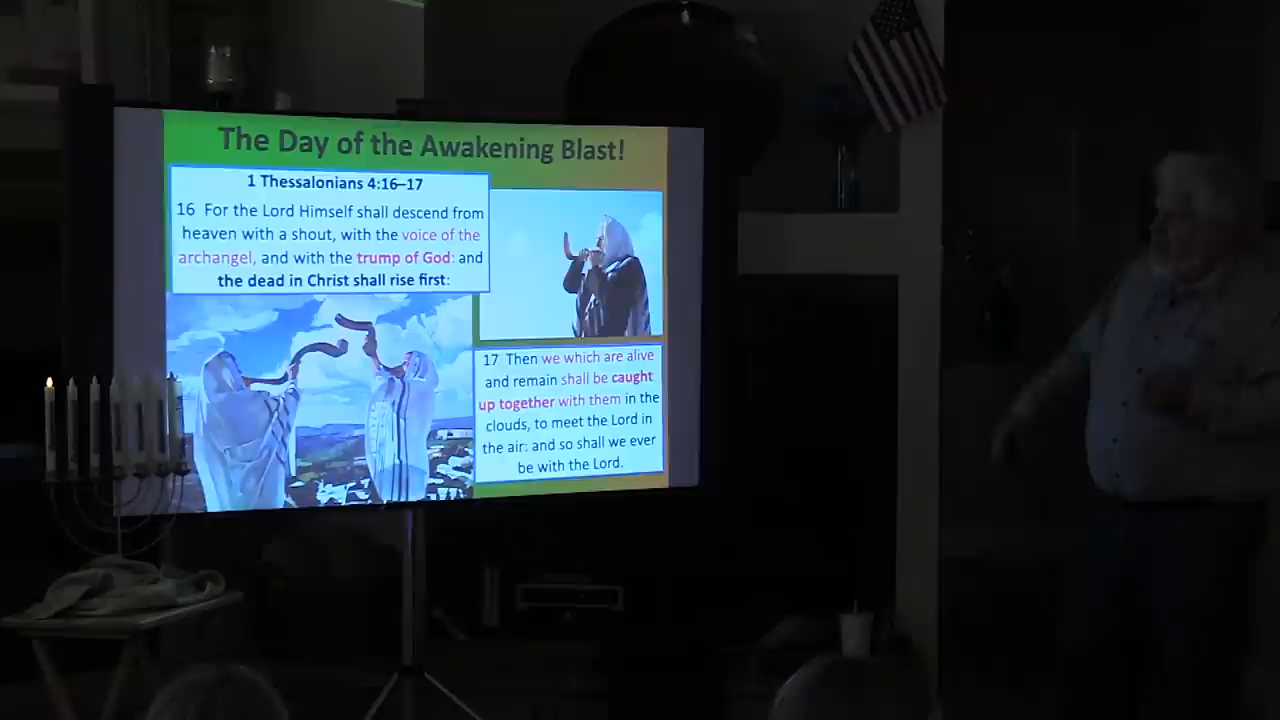 The Day of the Awakening Blast!
1 Thessalonians 4:16–17
16 For the Lord Himself shall descend from
heaven with a shout, with the voice of the
archangel, and with the trump of God: and
the dead in Christ shall rise first:
17 Then we which are alive
and remain shall be caught
up together with them in the
clouds, to meet the Lord in
the air: and so shall we ever
be with the Lord.